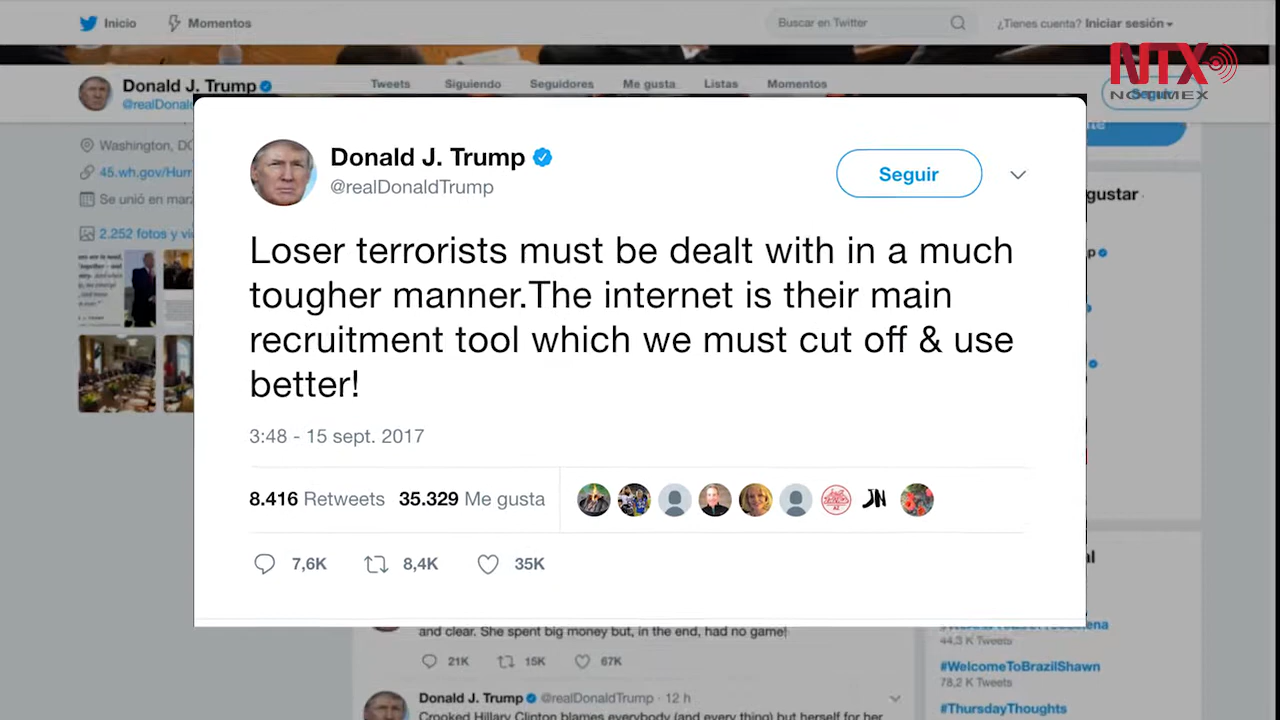 Inicio
Momentos
Buscar en Twitter
¿Tienes cuenta? Iniciar sesión
NTX
NOTIMEX
Donald J. Trump
Tweets
Siguiendo
Seguidores
Me gusta
Listas
Momentos
@realDonal
Washington, DC
45.wh.gov/Hum
Se unió en mar
2.252 fotos y vi
gustar
Donald J. Trump
@realDonaldTrump
Seguir
Loser terrorists must be dealt with in a much
tougher manner.The internet is their main
recruitment tool which we must cut off & use
better!
3:48 - 15 sept. 2017
8.416 Retweets 35.329 Me gusta
7,6K 8,4K 35K
and clear. She spent big money but, in the end, had no game!
21K 15K 67K
Donald J. Trump @realDonaldTrump · 12 h
Crooked Hillary Clinton blames everybody (and every thing) but herself for her
44,3 K Tweets
#WelcomeToBrazilShawn
78,2 K Tweets
#ThursdayThoughts